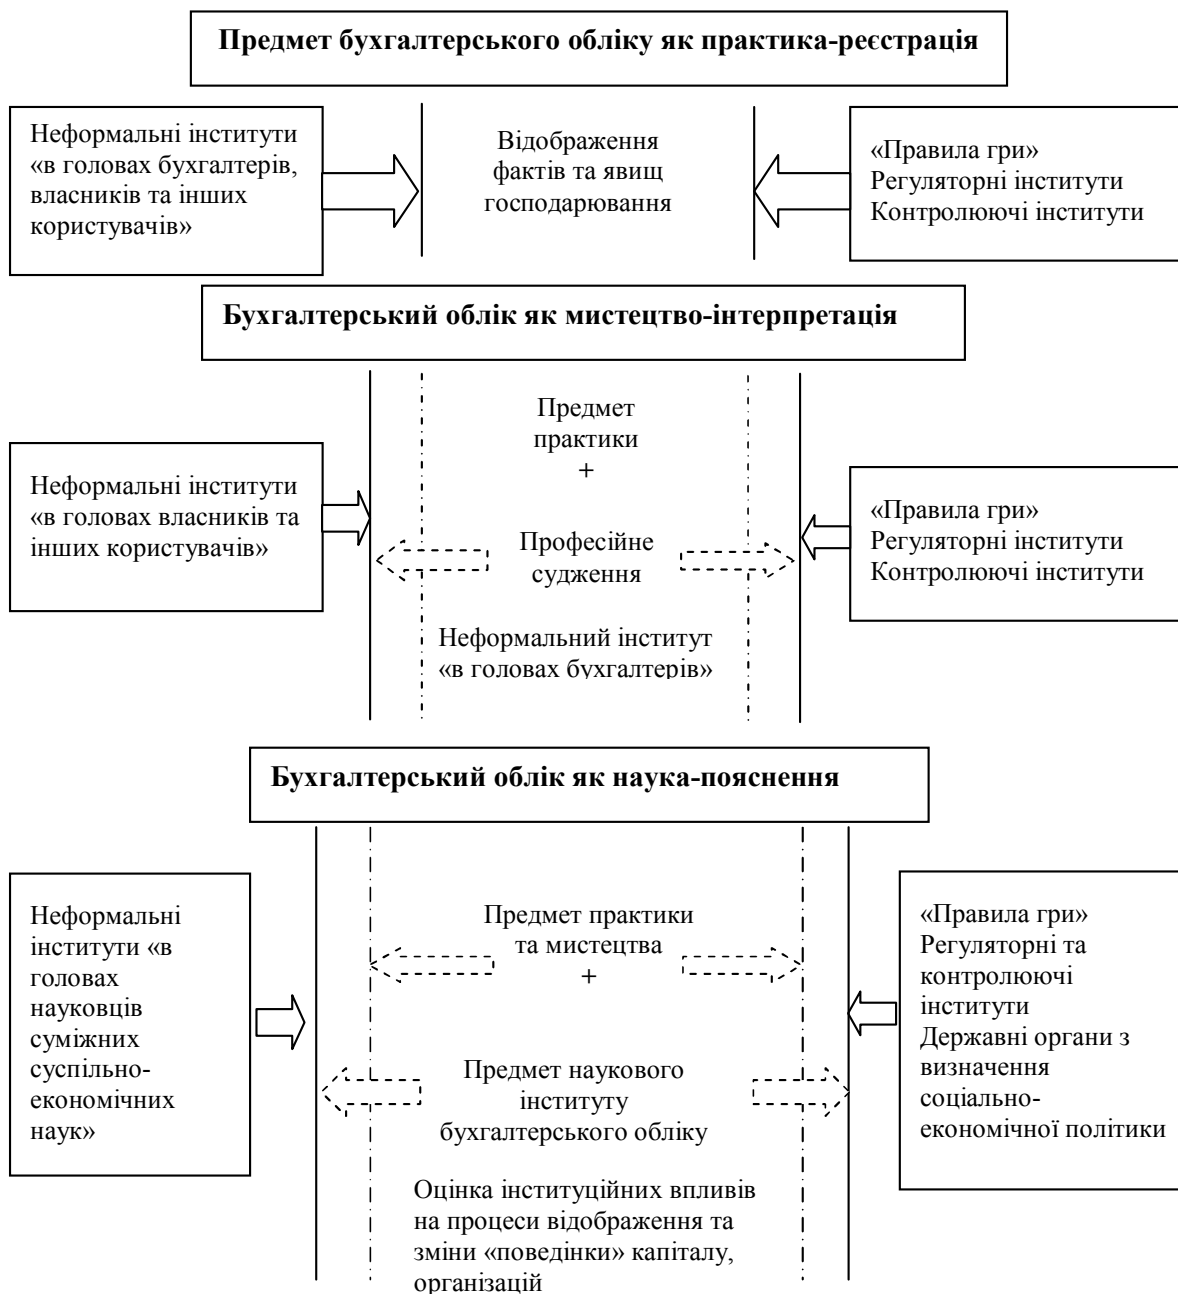 Предмет бухгалтерського обліку як практика-реєстрація
Неформальні інститути
«в головах бухгалтерів,
власників та інших
користувачів»
Відображення
фактів та явищ
господарювання
«Правила гри»
Регуляторні інститути
Контролюючі інститути
Бухгалтерський облік як мистецтво-інтерпретація
Неформальні інститути
«в головах власників та
інших користувачів»
Предмет
практики
+
Професійне
судження
Неформальний інститут
«в головах бухгалтерів»
«Правила гри»
Регуляторні інститути
Контролюючі інститути
Бухгалтерський облік як наука-пояснення
Неформальні
інститути «в
головах
науковців
суміжних
суспільно-
економічних
наук»
Предмет практики
та мистецтва
+
Предмет наукового
інституту
бухгалтерського обліку
Оцінка інституційних впливів
на процеси відображення та
зміни «поведінки» капіталу,
організацій
«Правила гри»
Регуляторні та
контролюючі
інститути
Державні органи з
визначення
соціально-
економічної політики